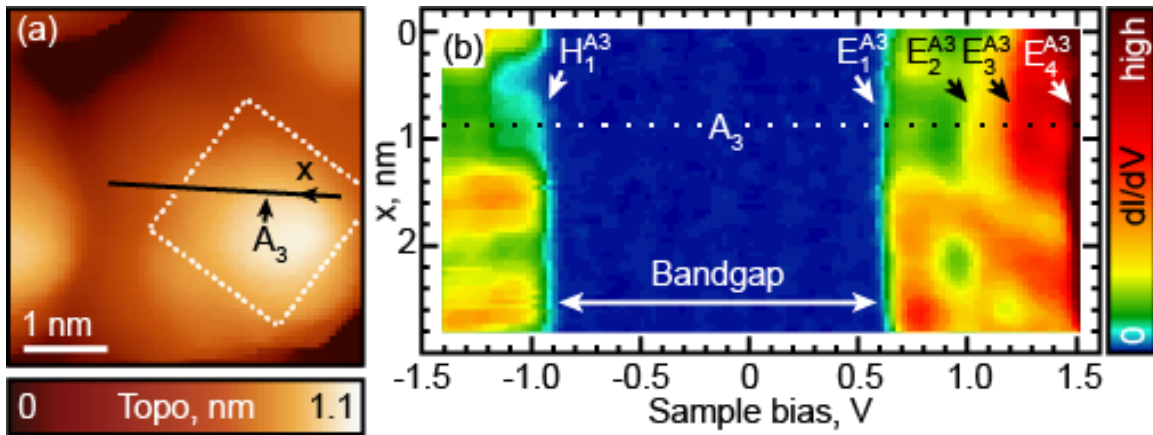 (a)
x
A3
1 nm
0 Topo, nm 1.1
(b)
H1A3
E1A3
E2A3
E3A3
E4A3
A3
Bandgap
0
1
2
x, nm
-1.5 -1.0 -0.5 0 0.5 1.0 1.5
Sample bias, V
high
dI/dV
0